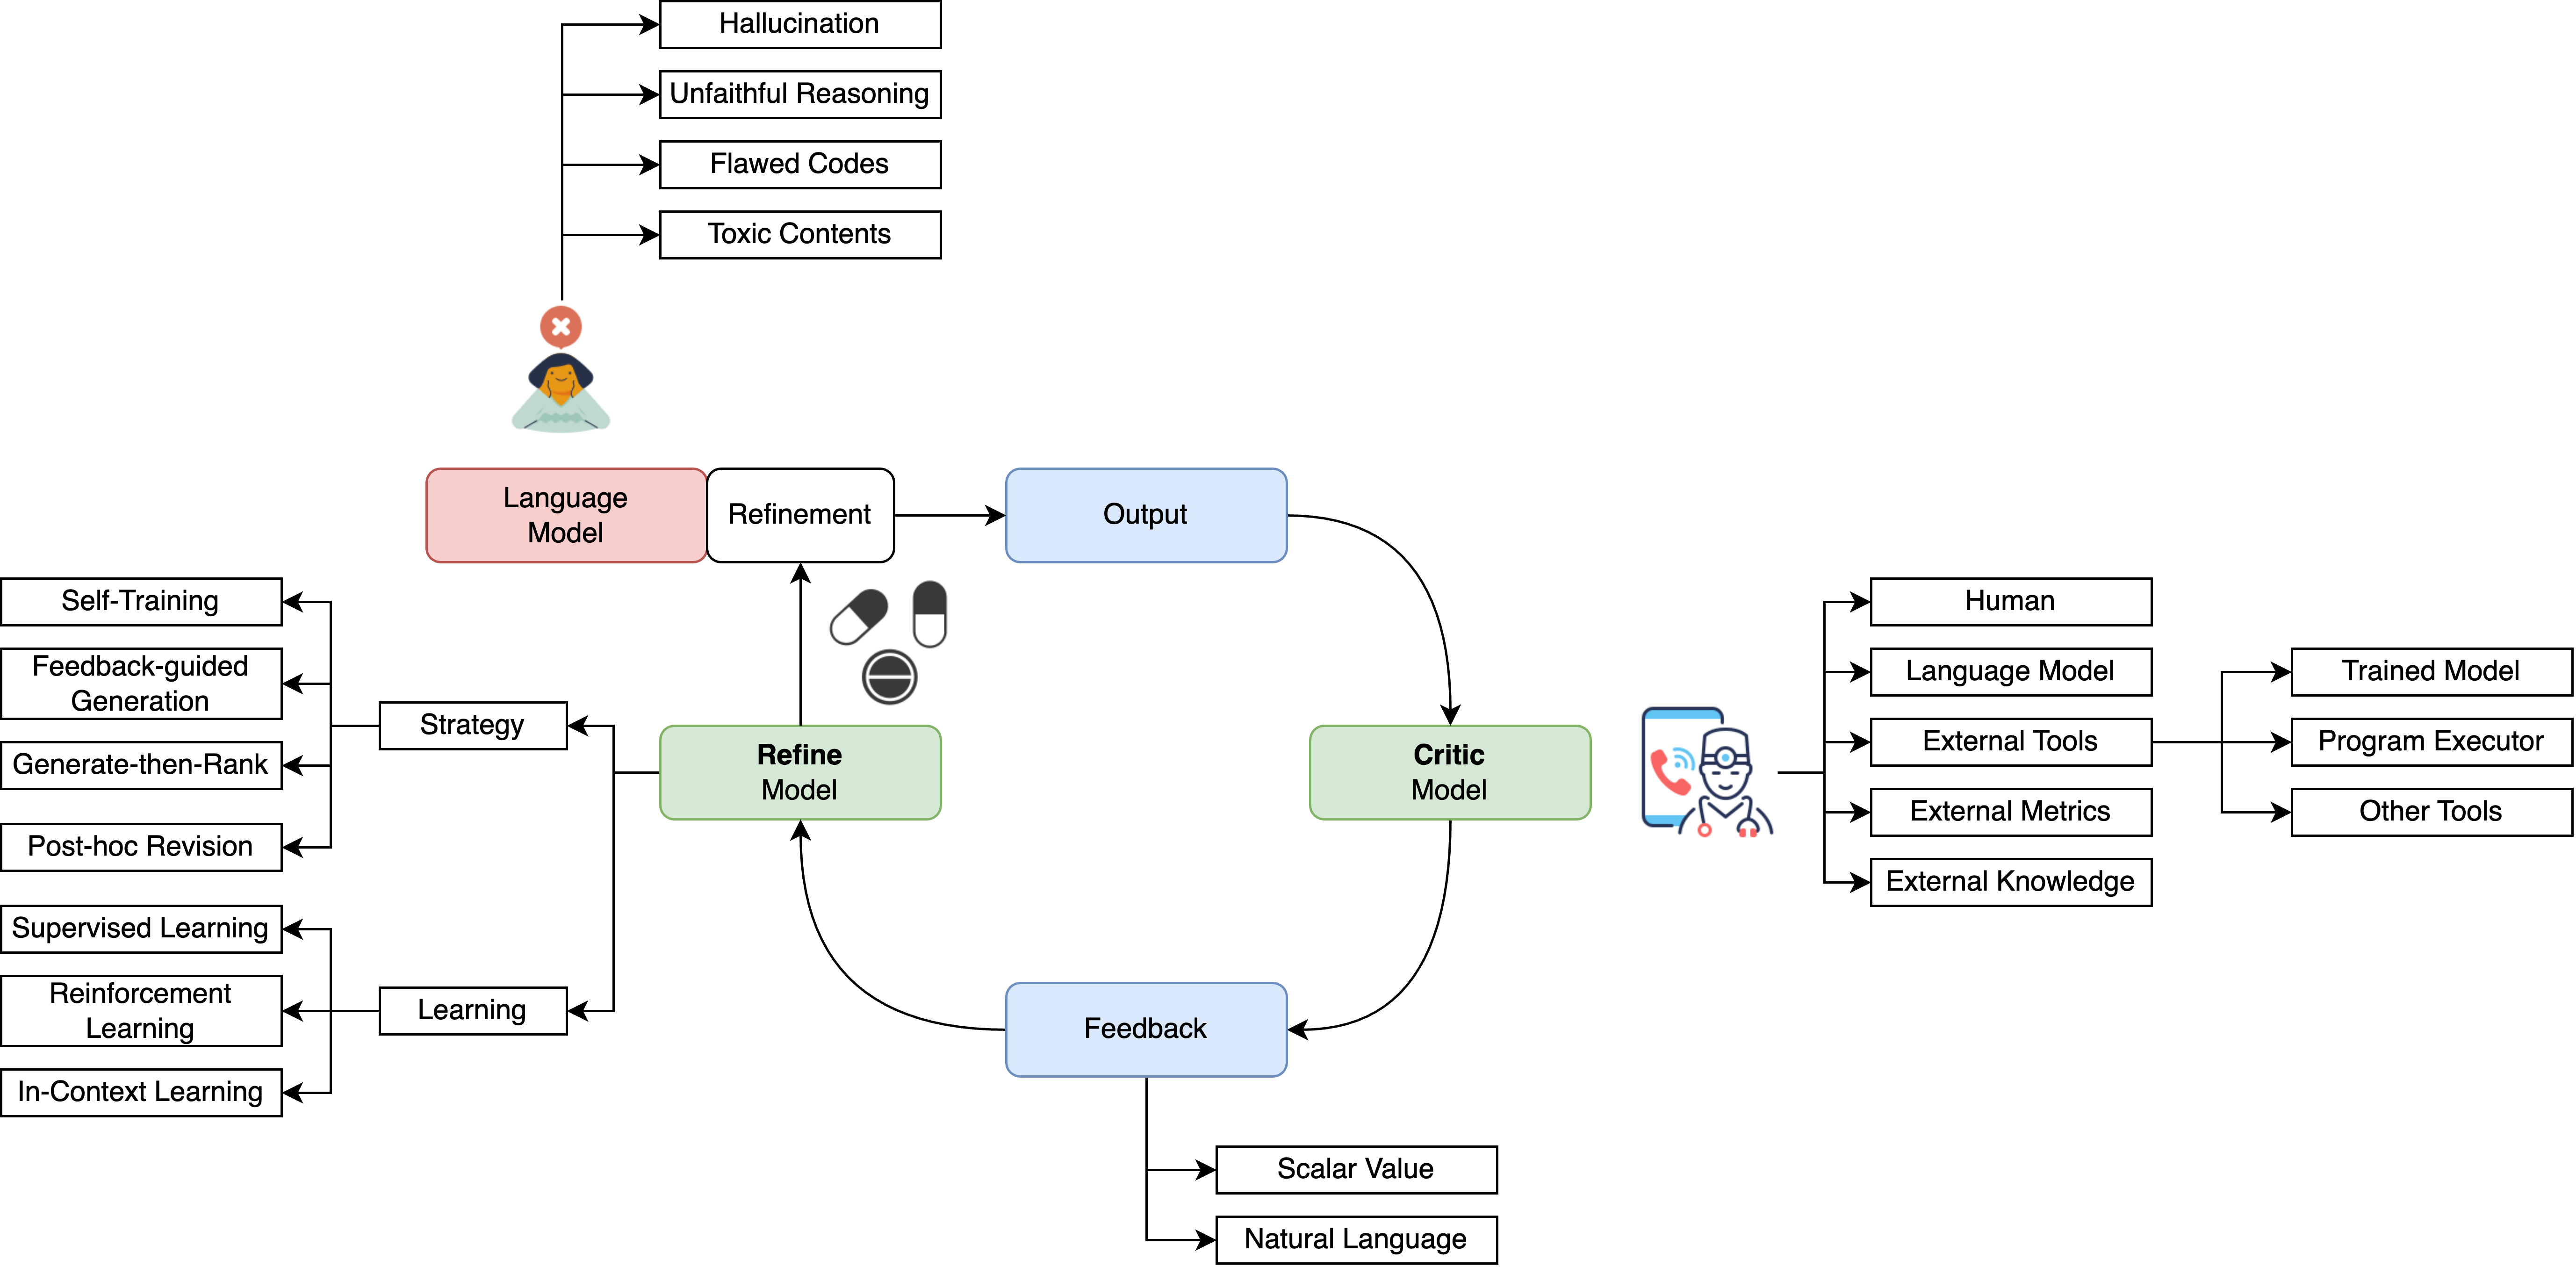 Hallucination
Unfaithful Reasoning
Flawed Codes
Toxic Contents
Language
Model
Refinement
Output
Self-Training
Feedback-guided
Generation
Generate-then-Rank
Post-hoc Revision
Strategy
Refine
Model
Critic
Model
Human
Language Model
External Tools
External Metrics
External Knowledge
Trained Model
Program Executor
Other Tools
Supervised Learning
Reinforcement
Learning
In-Context Learning
Learning
Feedback
Scalar Value
Natural Language